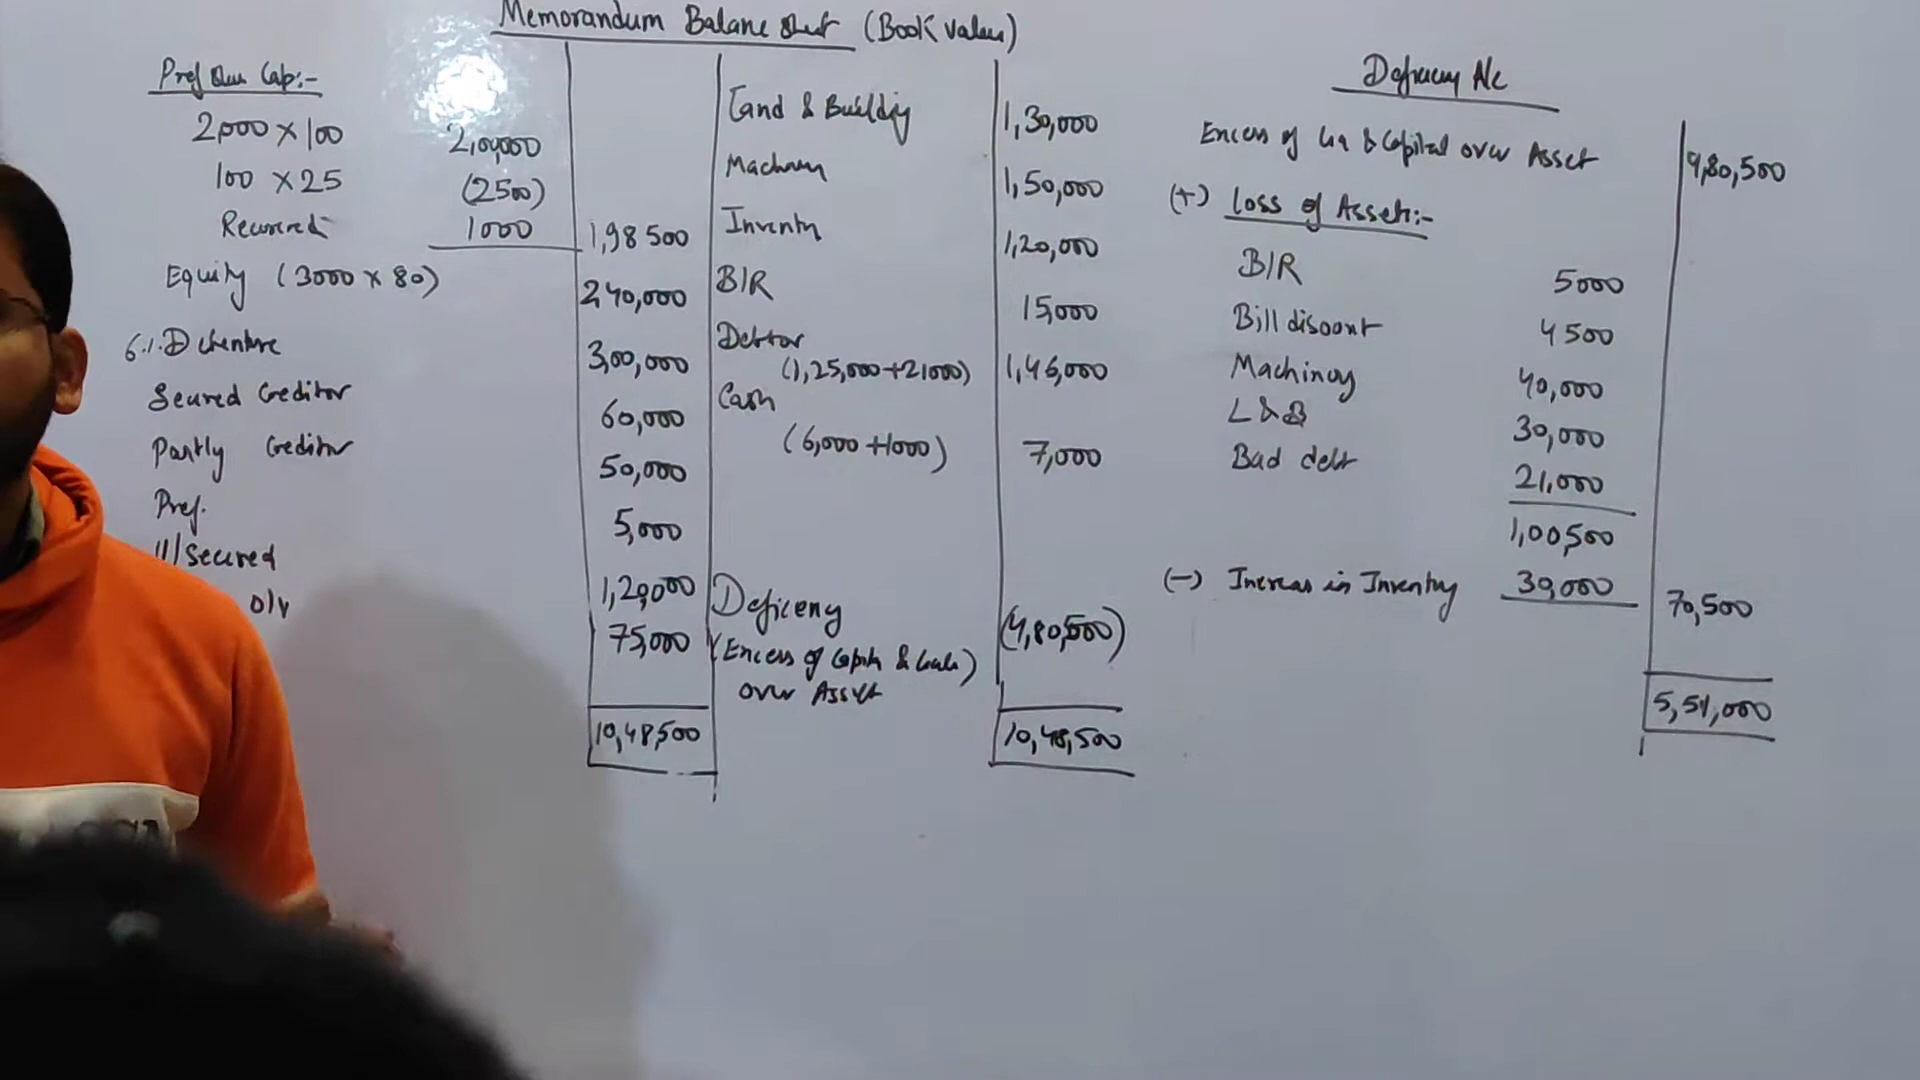 Memorandum Balane Sheet (Book value)
Pref Share Cap:-
2,000 × 100 2,00,000
100 × 25 (2500)
Received 1000 1,98 500
Equity (3000 × 80) 2,40,000
6.1. Debenture 3,00,000
Secured Creditor 60,000
Partly Creditor 50,000
Pref. 5,000
U/secured 1,20,000
o/v 75,000
10,48,500
Land & Building 1,30,000
Machinery 1,50,000
Inventory 1,20,000
B/R 15,000
Debtor
(1,25,000+21000) 1,46,000
Cash
(6,000 +1000) 7,000
Deficeny (4,80,500)
(Excess of Capital &
over Asset
10,48,500
Deficiency A/c
Excess of Lia & Capital over Asset 4,80,500
(+) loss of Asset:-
B/R 5000
Bill discount 4500
Machinery 40,000
L & B 30,000
Bad debt 21,000
1,00,500
(-) Increase in Inventory 30,000 70,500
5,51,000